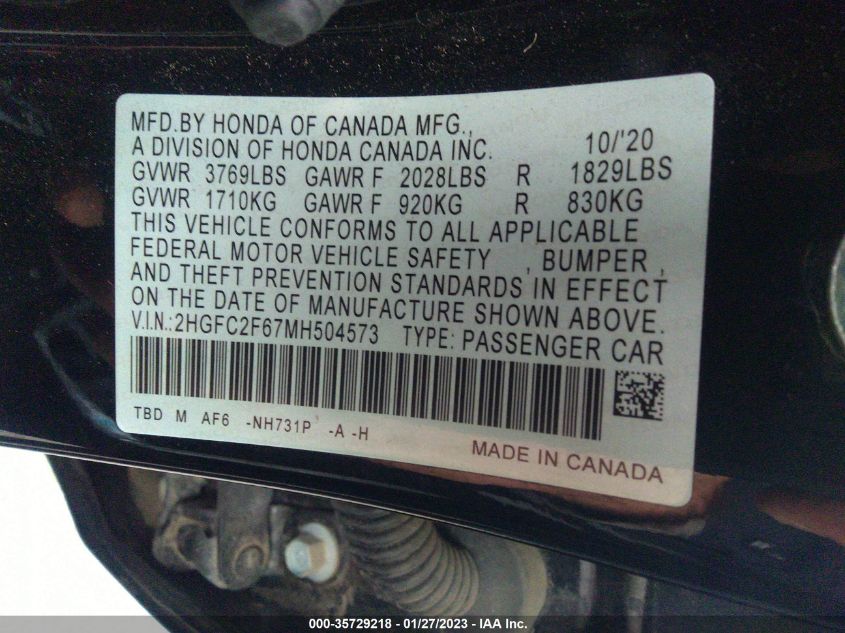 MFD.BY HONDA OF CANADA MFG.,
A DIVISION OF HONDA CANADA INC. 10/'20
GVWR 3769LBS GAWR F 2028LBS R 1829LBS
GVWR 1710KG GAWR F 920KG R 830KG
THIS VEHICLE CONFORMS TO ALL APPLICABLE
FEDERAL MOTOR VEHICLE SAFETY , BUMPER ,
AND THEFT PREVENTION STANDARDS IN EFFECT
ON THE DATE OF MANUFACTURE SHOWN ABOVE.
V.I.N.:2HGFC2F67MH504573 TYPE: PASSENGER CAR
TBD M AF6 -NH731P -A -H
MADE IN CANADA
000-35729218 - 01/27/2023 - IAA Inc.